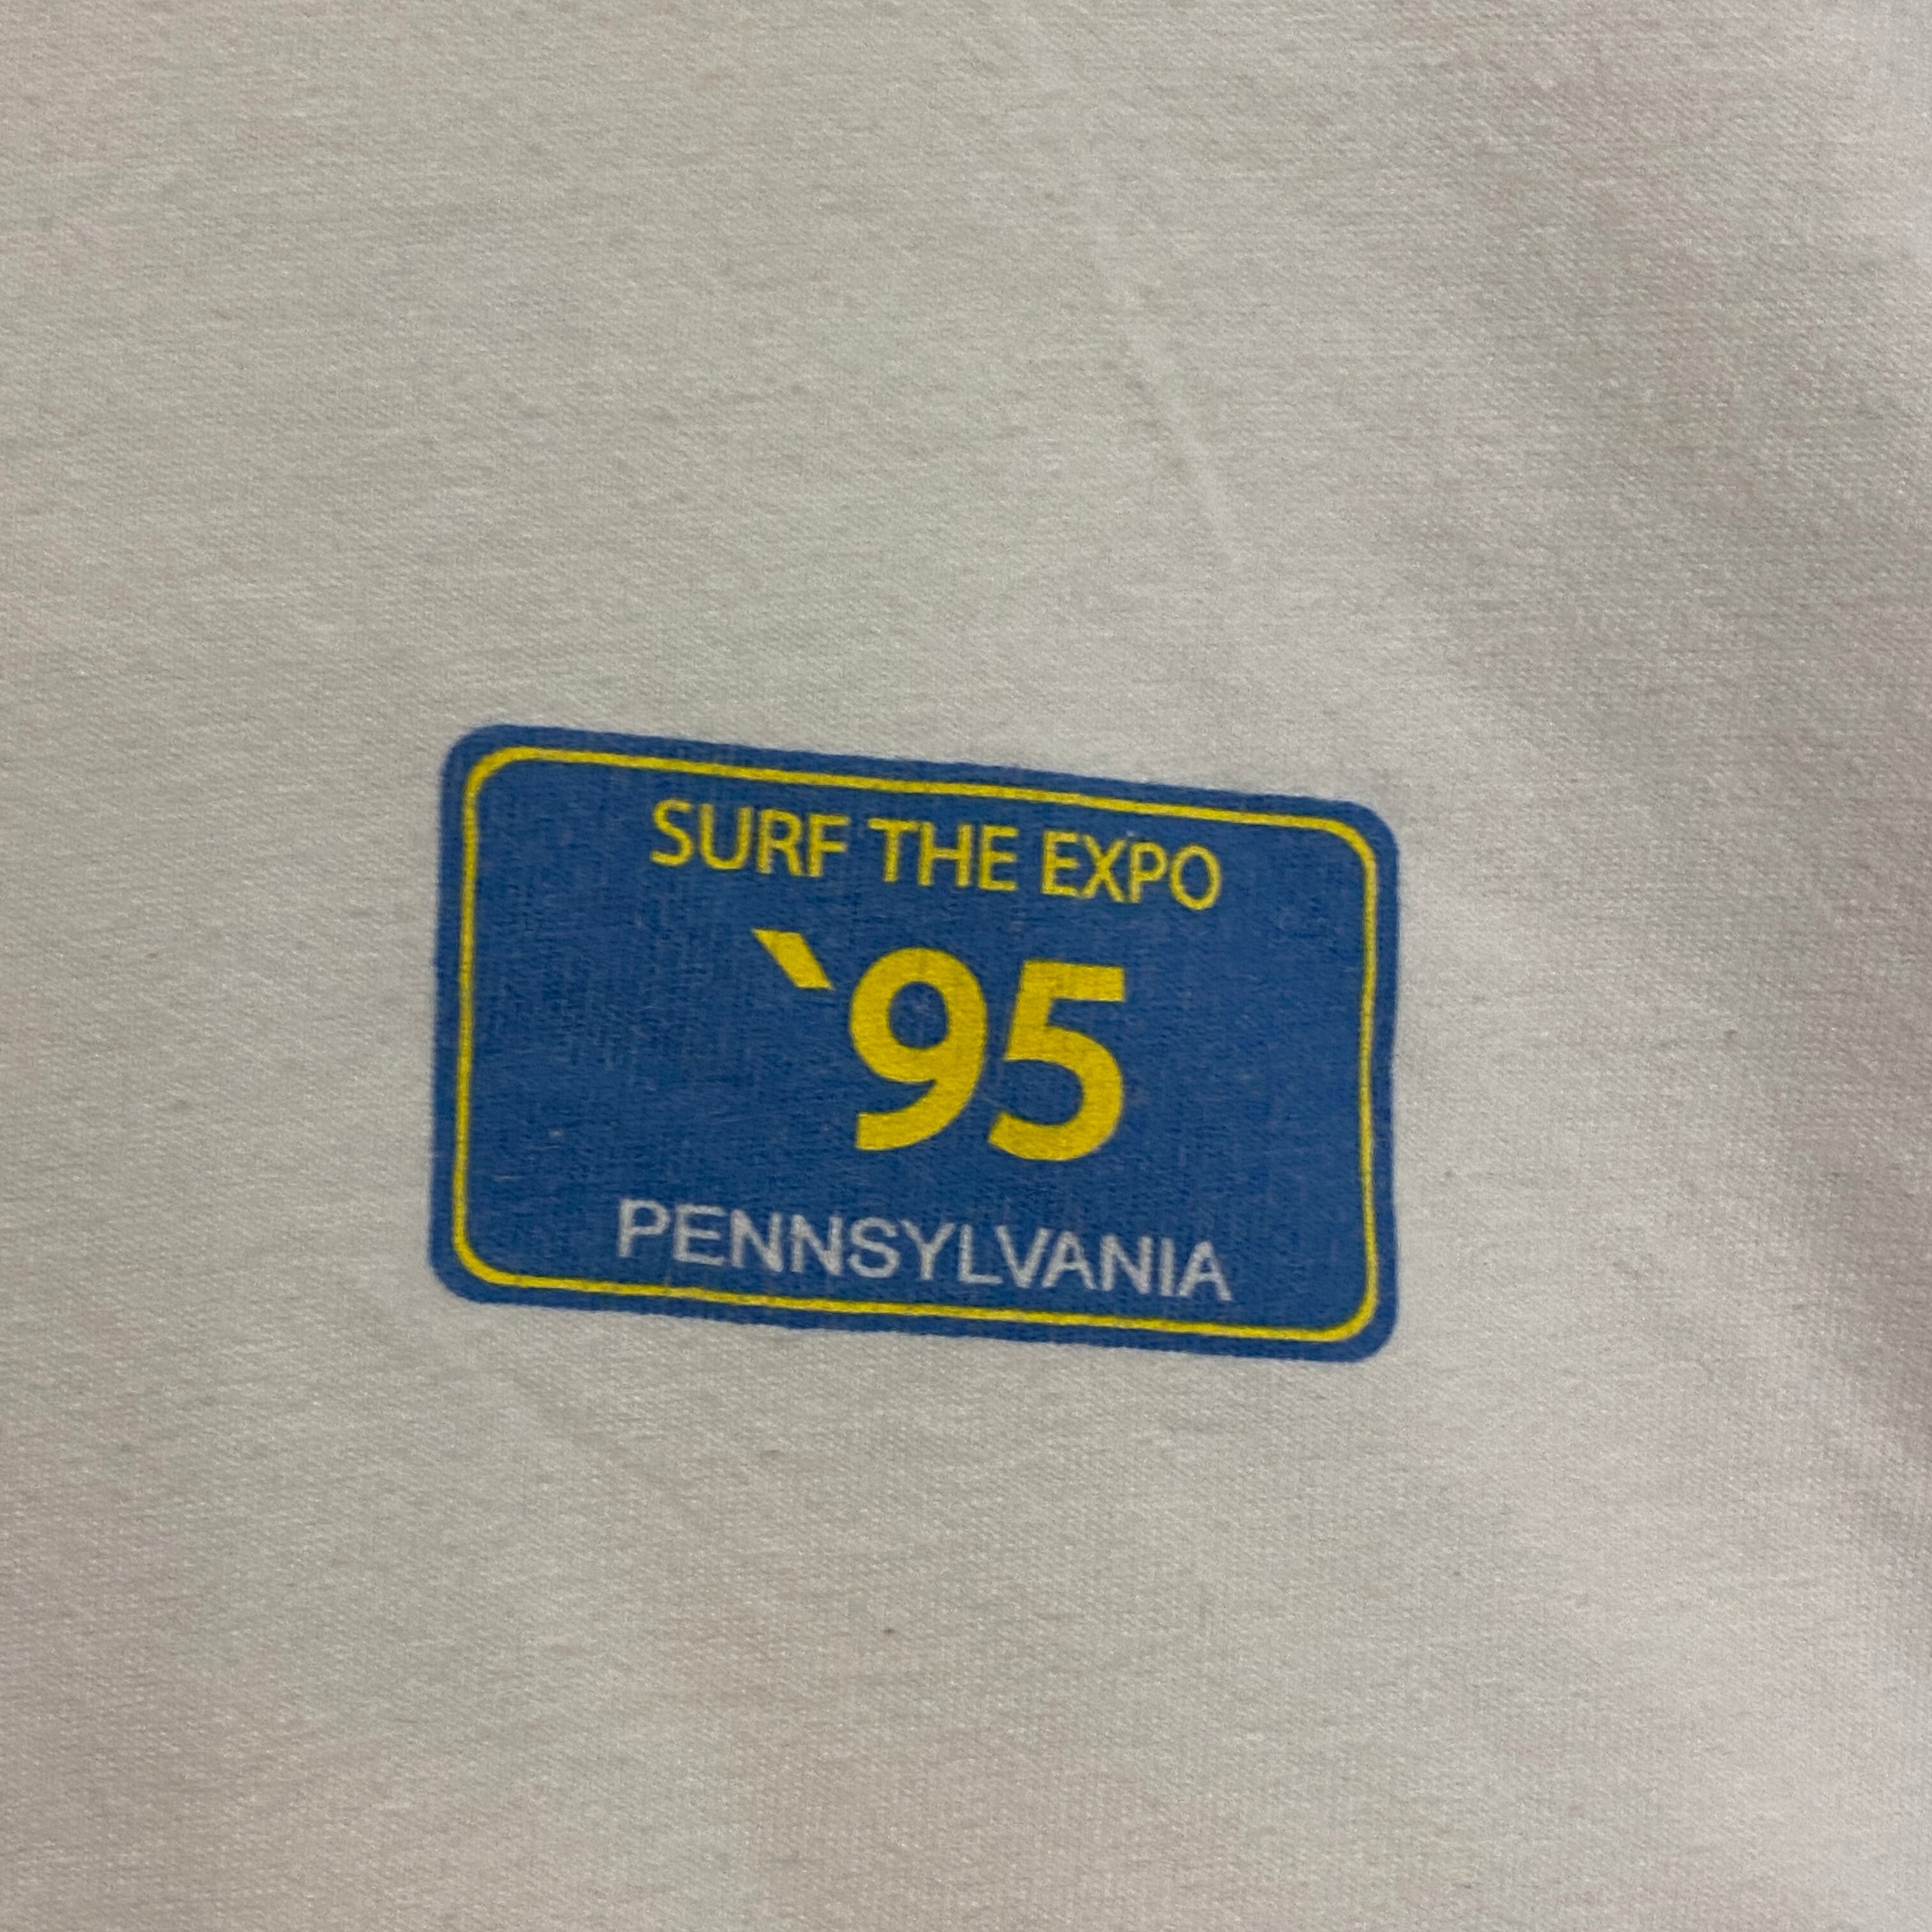 SURF THE EXPO
`95
PENNSYLVANIA